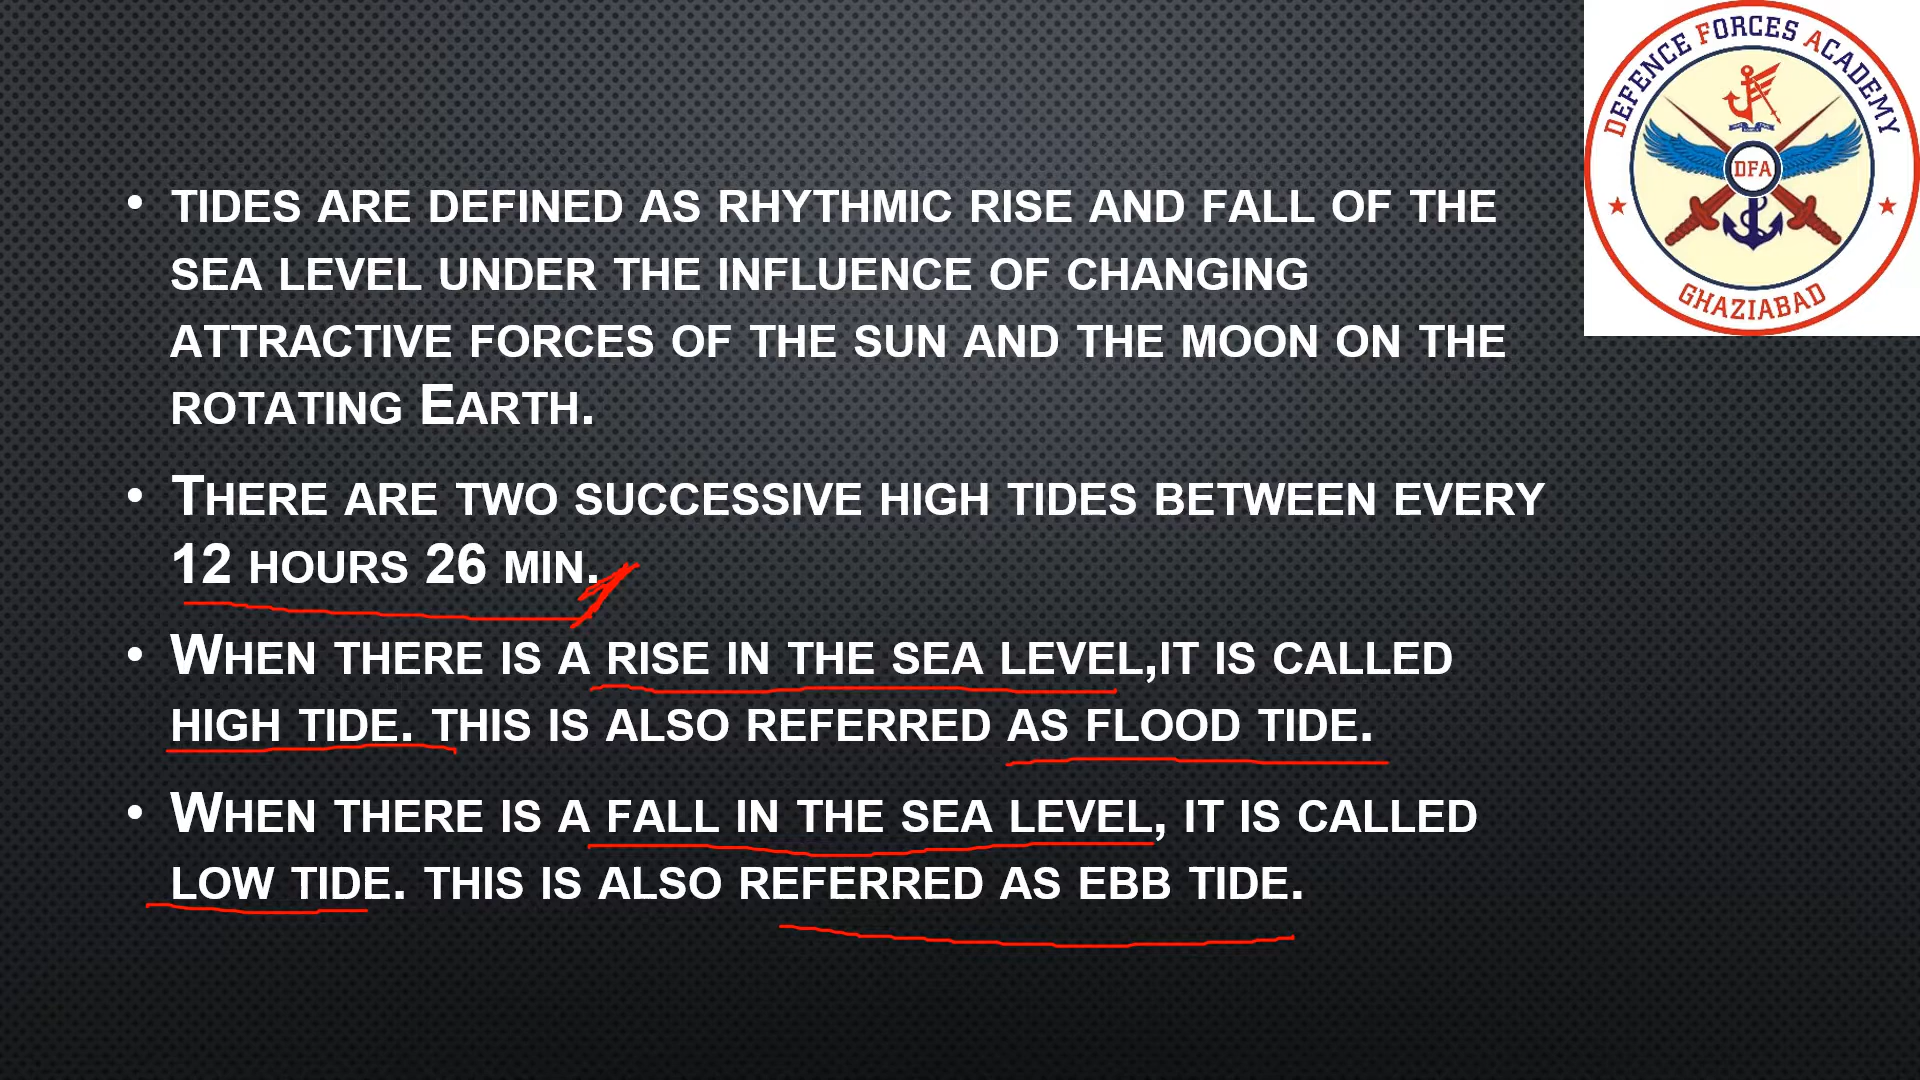 DEFENCE FORCES ACADEMY
DFA
GHAZIABAD
• TIDES ARE DEFINED AS RHYTHMIC RISE AND FALL OF THE
SEA LEVEL UNDER THE INFLUENCE OF CHANGING
ATTRACTIVE FORCES OF THE SUN AND THE MOON ON THE
ROTATING EARTH.
• THERE ARE TWO SUCCESSIVE HIGH TIDES BETWEEN EVERY
12 HOURS 26 MIN.
• WHEN THERE IS A RISE IN THE SEA LEVEL,IT IS CALLED
HIGH TIDE. THIS IS ALSO REFERRED AS FLOOD TIDE.
• WHEN THERE IS A FALL IN THE SEA LEVEL, IT IS CALLED
LOW TIDE. THIS IS ALSO REFERRED AS EBB TIDE.